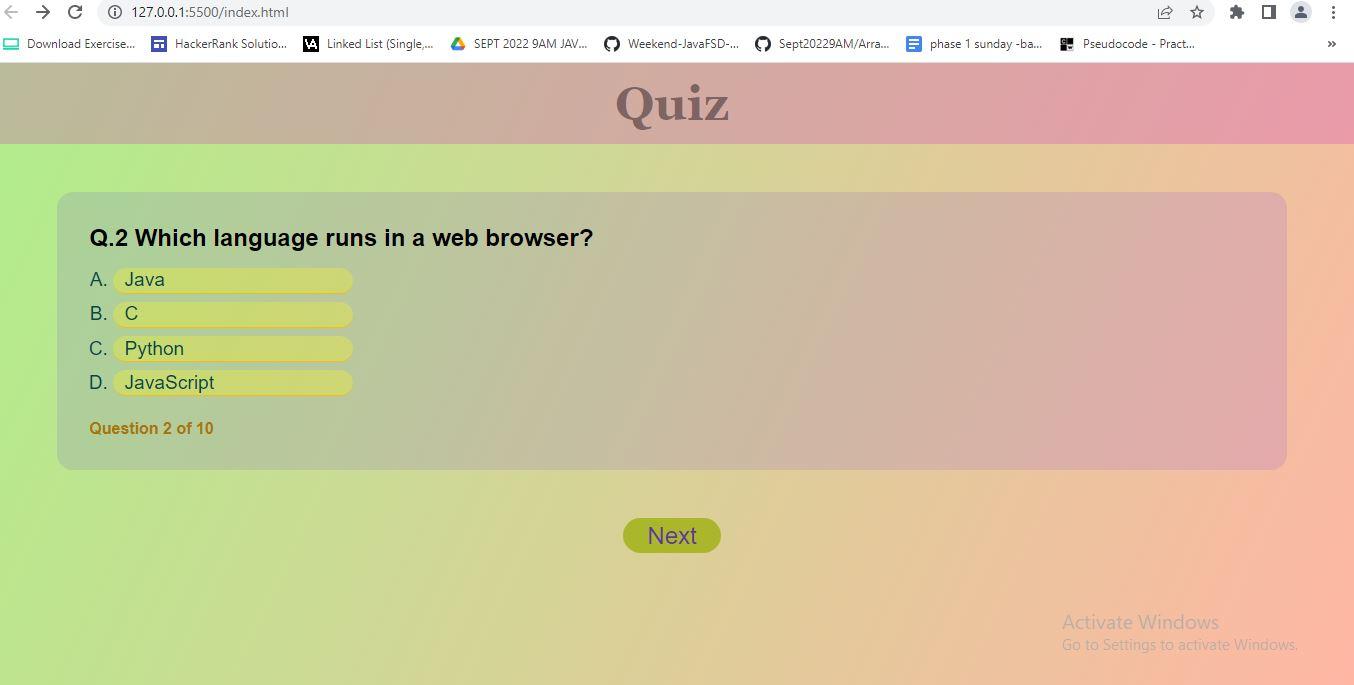 127.0.0.1:5500/index.html
Download Exercise... HackerRank Solutio... Linked List (Single,... SEPT 2022 9AM JAV... Weekend-JavaFSD-... Sept20229AM/Arra... phase 1 sunday -ba... Pseudocode - Pract... »
Quiz
Q.2 Which language runs in a web browser?
A. Java
B. C
C. Python
D. JavaScript
Question 2 of 10
Next
Activate Windows
Go to Settings to activate Windows.